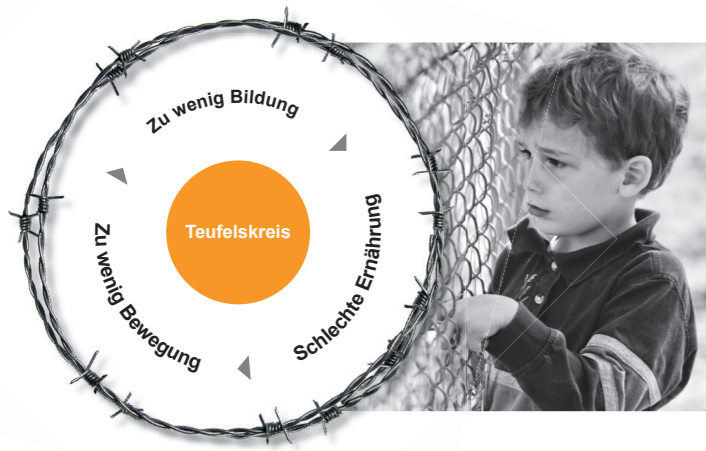 Zu wenig Bildung
Teufelskreis
Schlechte Ernährung
Zu wenig Bewegung